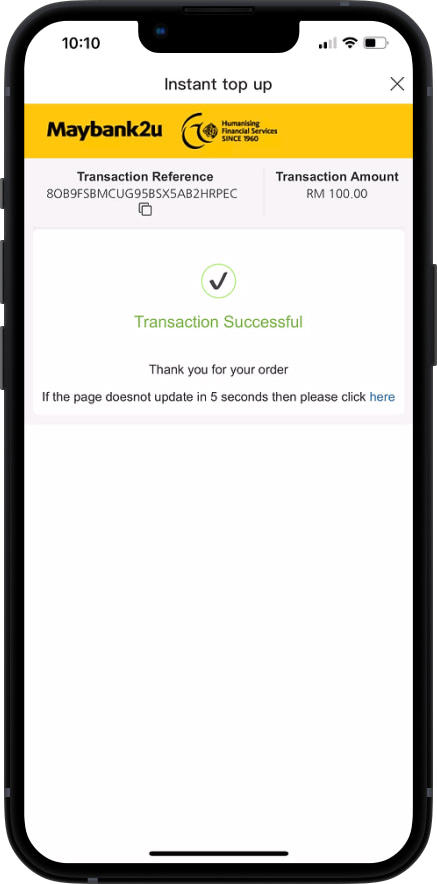 10:10
Instant top up
Maybank2u
Humanising
Financial Services
SINCE 1960
Transaction Reference
8OB9FSBMCUG95BSX5AB2HRPEC
Transaction Amount
RM 100.00
Transaction Successful
Thank you for your order
If the page doesnot update in 5 seconds then please click here